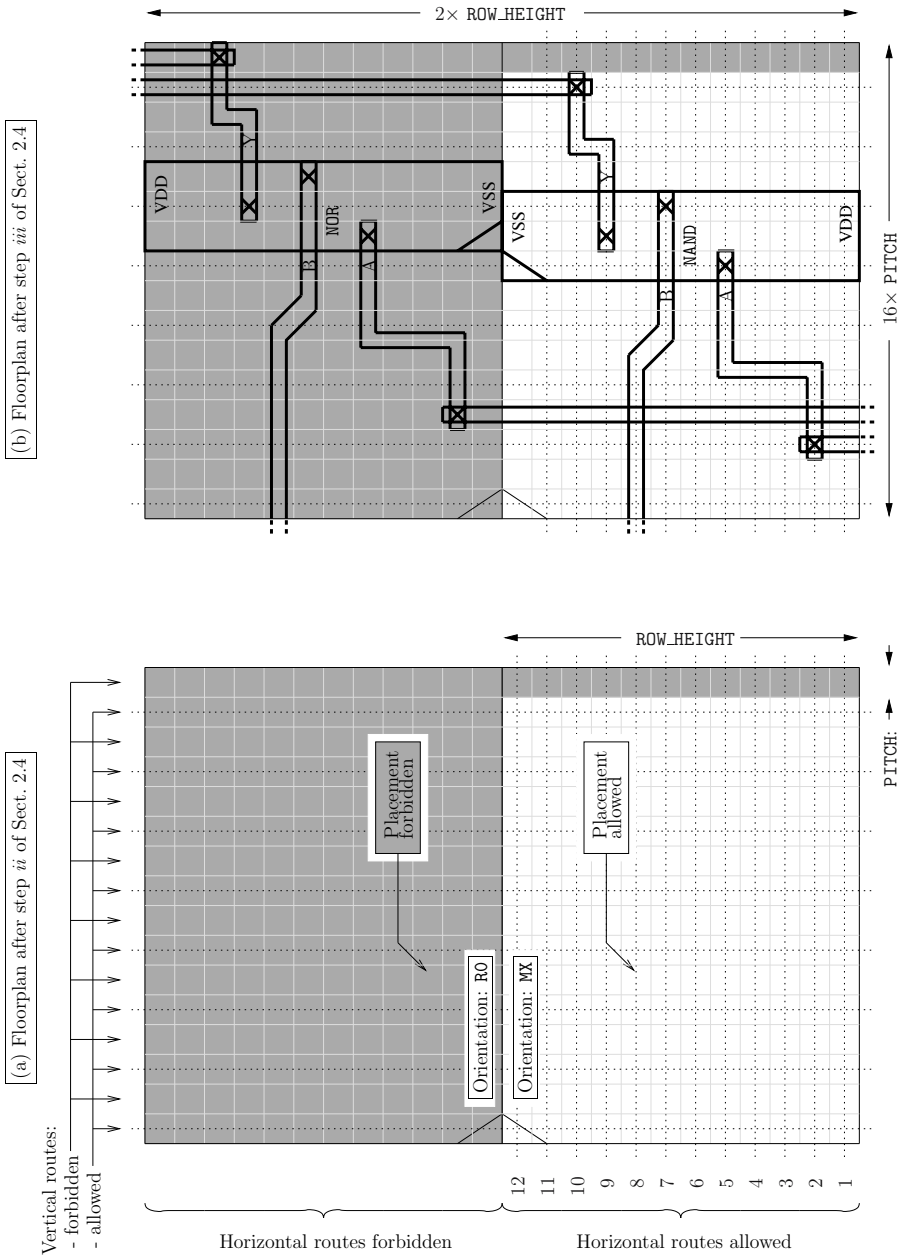 Vertical routes:
- forbidden
- allowed
Horizontal routes forbidden
Horizontal routes allowed
12
11
10
9
8
7
6
5
4
3
2
1
Orientation: R0
Orientation: MX
Placement
forbidden
Placement
allowed
ROW_HEIGHT
PITCH:
(a) Floorplan after step ii of Sect. 2.4
2× ROW_HEIGHT
16× PITCH
VDD
VSS
NOR
Y
B
A
VSS
VDD
NAND
Y
B
A
(b) Floorplan after step iii of Sect. 2.4